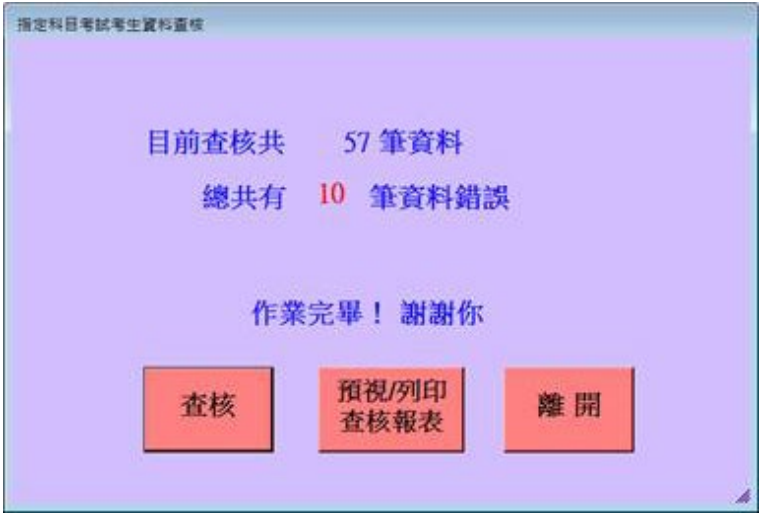 指定科目考試考生資料查核
目前查核共 57 筆資料
總共有 10 筆資料錯誤
作業完畢！ 謝謝你
查核
預視/列印
查核報表
離 開